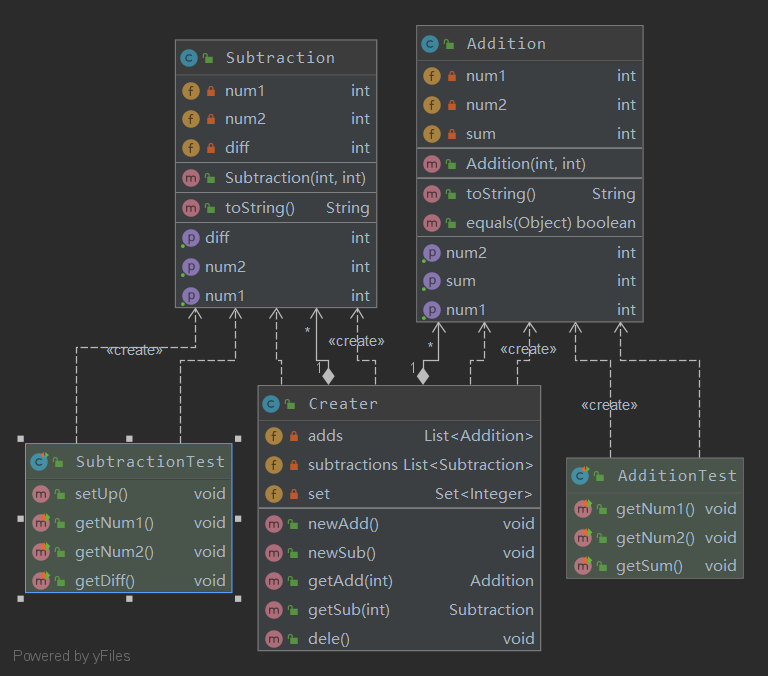 Subtraction
num1 int
num2 int
diff int
Subtraction(int, int)
toString() String
diff int
num2 int
num1 int
Addition
num1 int
num2 int
sum int
Addition(int, int)
toString() String
equals(Object) boolean
num2 int
sum int
num1 int
«create»
*
1
«create»
*
1
«create»
«create»
SubtractionTest
setUp() void
getNum1() void
getNum2() void
getDiff() void
Creater
adds List<Addition>
subtractions List<Subtraction>
set Set<Integer>
newAdd() void
newSub() void
getAdd(int) Addition
getSub(int) Subtraction
dele() void
AdditionTest
getNum1() void
getNum2() void
getSum() void
Powered by yFiles